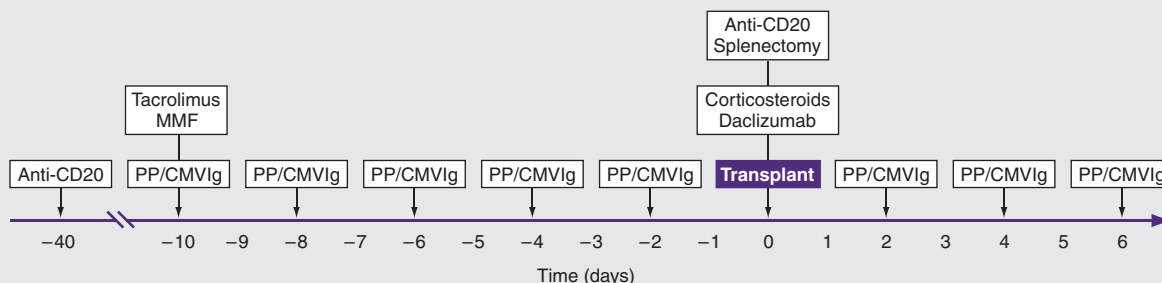 Anti-CD20
Splenectomy
Tacrolimus
MMF
Corticosteroids
Daclizumab
Anti-CD20 PP/CMVIg PP/CMVIg PP/CMVIg PP/CMVIg PP/CMVIg Transplant PP/CMVIg PP/CMVIg PP/CMVIg
−40 −10 −9 −8 −7 −6 −5 −4 −3 −2 −1 0 1 2 3 4 5 6
Time (days)